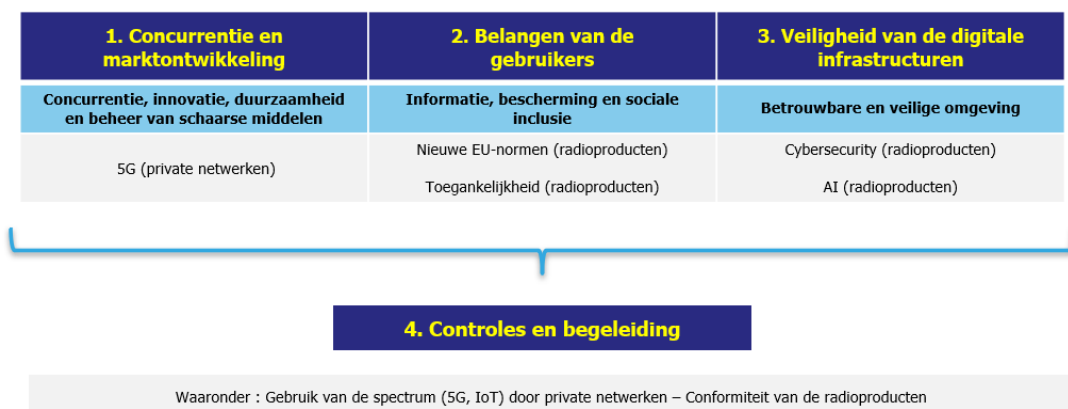 1. Concurrentie en
marktontwikkeling
2. Belangen van de
gebruikers
3. Veiligheid van de digitale
infrastructuren
Concurrentie, innovatie, duurzaamheid
en beheer van schaarse middelen
Informatie, bescherming en sociale
inclusie
Betrouwbare en veilige omgeving
5G (private netwerken)
Nieuwe EU-normen (radioproducten)
Toegankelijkheid (radioproducten)
Cybersecurity (radioproducten)
AI (radioproducten)
4. Controles en begeleiding
Waaronder : Gebruik van de spectrum (5G, IoT) door private netwerken – Conformiteit van de radioproducten